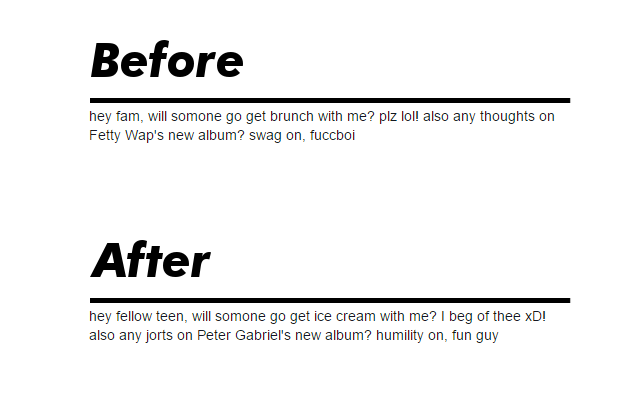 Before
hey fam, will somone go get brunch with me? plz lol! also any thoughts on
Fetty Wap's new album? swag on, fuccboi
After
hey fellow teen, will somone go get ice cream with me? I beg of thee xD!
also any jorts on Peter Gabriel's new album? humility on, fun guy